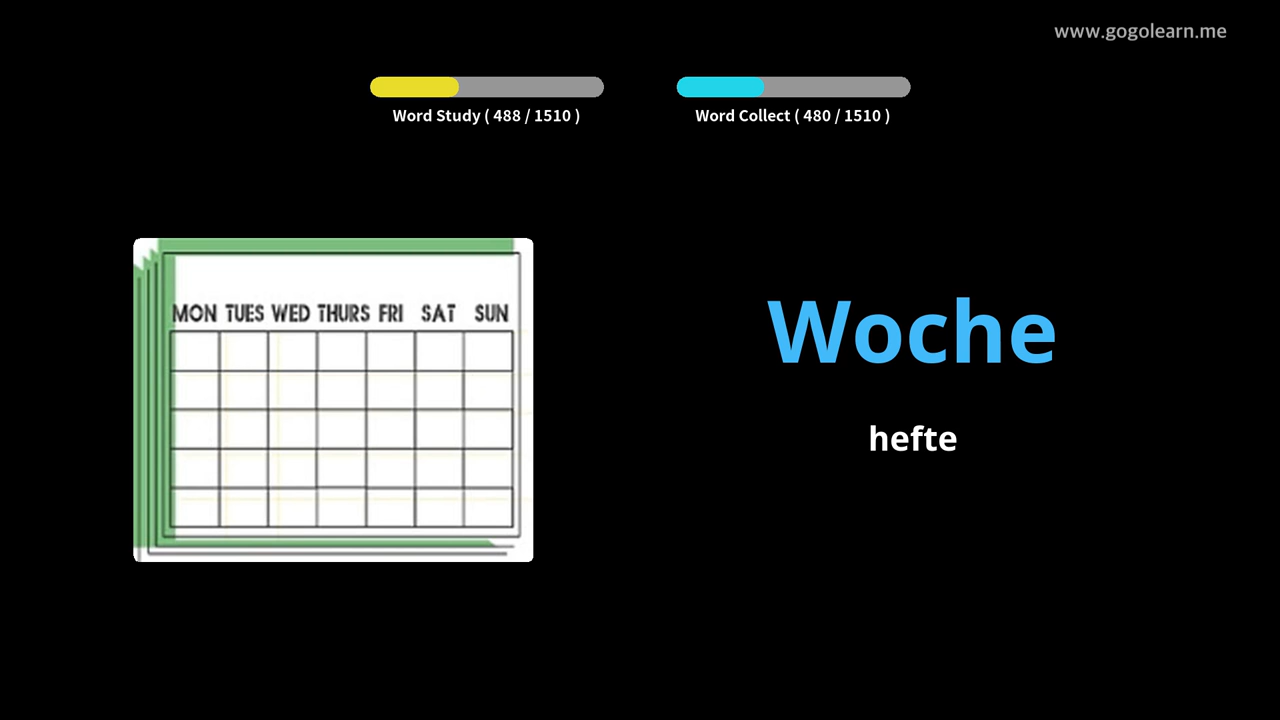 www.gogolearn.me
Word Study ( 488 / 1510 )
Word Collect ( 480 / 1510 )
MON TUES WED THURS FRI SAT SUN
Woche
hefte